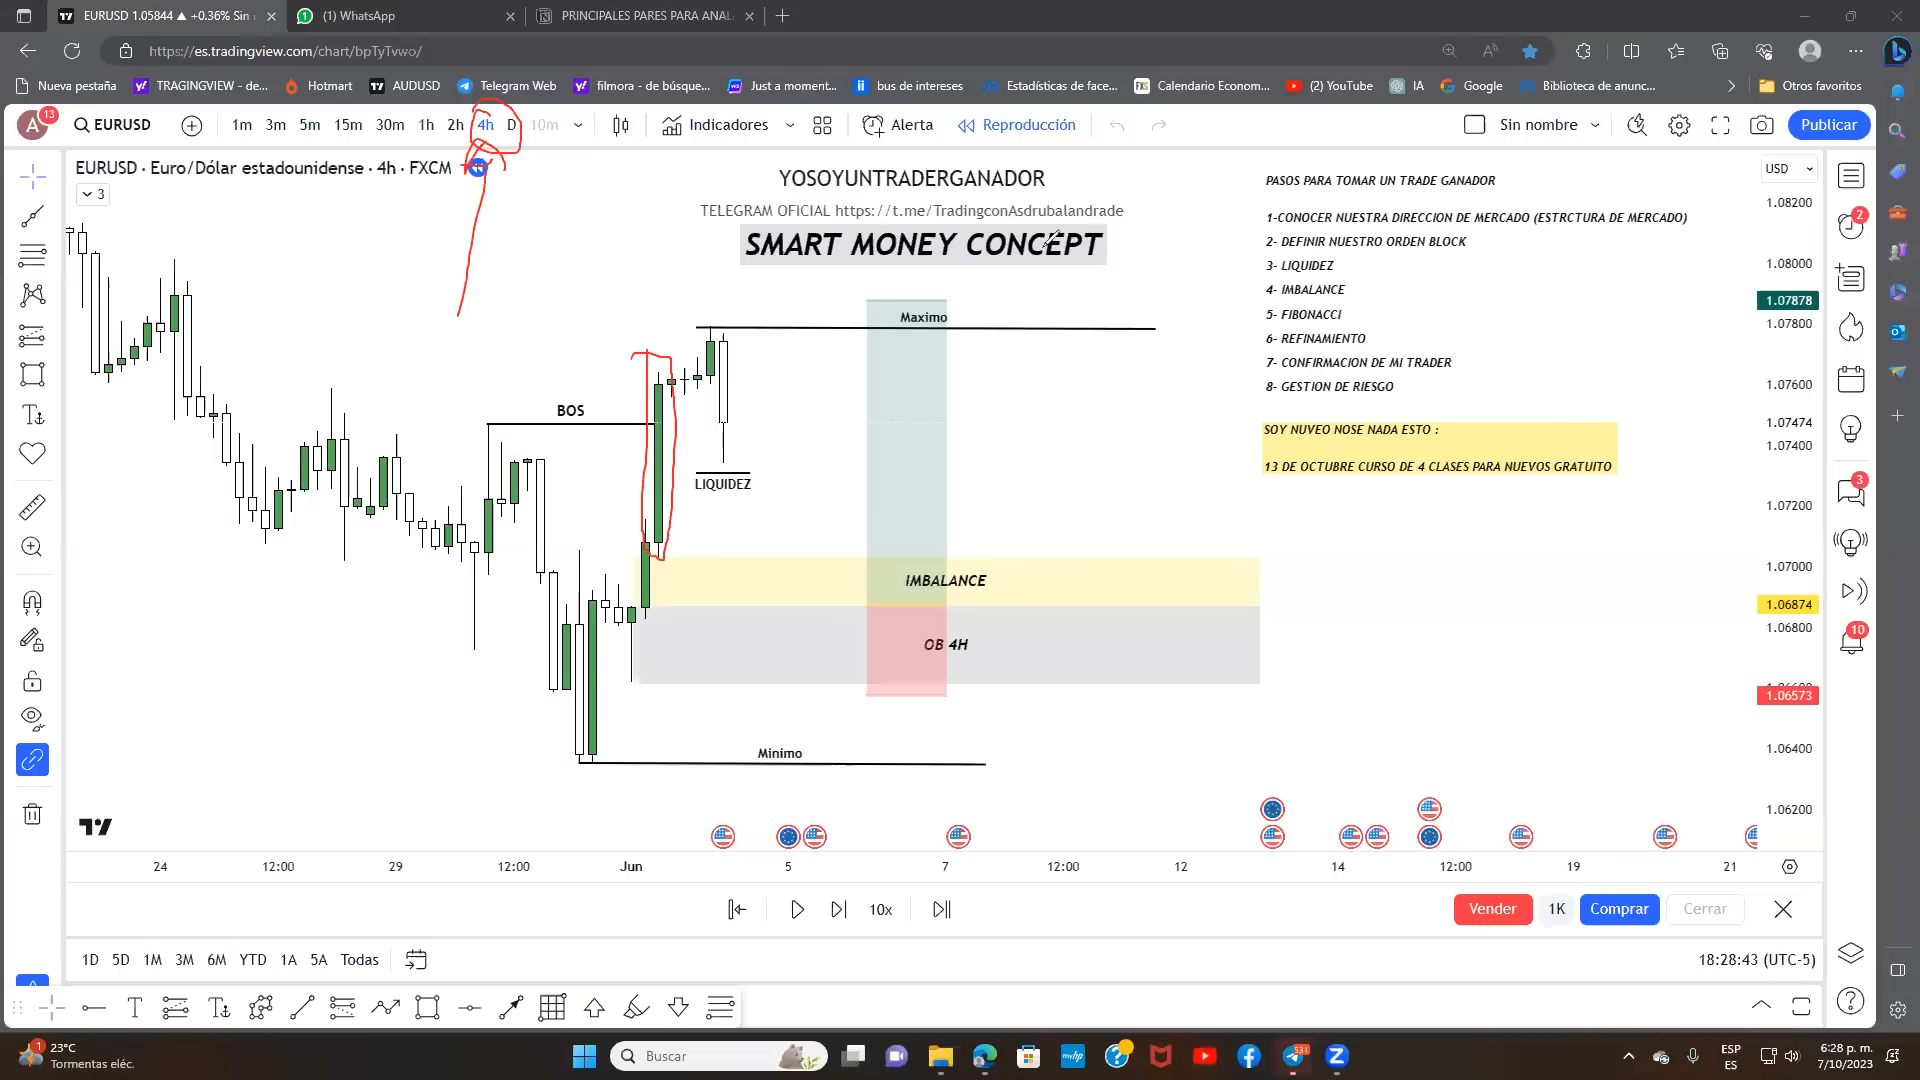 EURUSD 1.05844 ▲ +0.36% Sin
(1) WhatsApp
PRINCIPALES PARES PARA ANAL
https://es.tradingview.com/chart/bpTyTvwo/
Nueva pestaña
TRAGINGVIEW - de...
Hotmart
AUDUSD
Telegram Web
filmora - de búsque...
Just a moment...
bus de intereses
Estadísticas de face...
Calendario Econom...
(2) YouTube
IA
Google
Biblioteca de anunc...
Otros favoritos
A 13
EURUSD
1m 3m 5m 15m 30m 1h 2h 4h D 10m
Indicadores
Alerta
Reproducción
Sin nombre
Publicar
EURUSD · Euro/Dólar estadounidense · 4h · FXCM
3
YOSOYUNTRADERGANADOR
TELEGRAM OFICIAL https://t.me/TradingconAsdrubalandrade
SMART MONEY CONCEPT
PASOS PARA TOMAR UN TRADE GANADOR
1-CONOCER NUESTRA DIRECCION DE MERCADO (ESTRCTURA DE MERCADO)
2- DEFINIR NUESTRO ORDEN BLOCK
3- LIQUIDEZ
4- IMBALANCE
5- FIBONACCI
6- REFINAMIENTO
7- CONFIRMACION DE MI TRADER
8- GESTION DE RIESGO
SOY NUVEO NOSE NADA ESTO :
13 DE OCTUBRE CURSO DE 4 CLASES PARA NUEVOS GRATUITO
Maximo
BOS
LIQUIDEZ
IMBALANCE
OB 4H
Minimo
USD
1.08200
1.08000
1.07878
1.07800
1.07600
1.07474
1.07400
1.07200
1.07000
1.06874
1.06800
1.06573
1.06400
1.06200
2
3
10
24 12:00 29 12:00 Jun 5 7 12:00 12 14 12:00 19 21
10x
Vender
1K
Comprar
Cerrar
1D 5D 1M 3M 6M YTD 1A 5A Todas
18:28:43 (UTC-5)
1
23°C
Tormentas eléc.
Buscar
myhp
531
ESP
ES
6:28 p. m.
7/10/2023